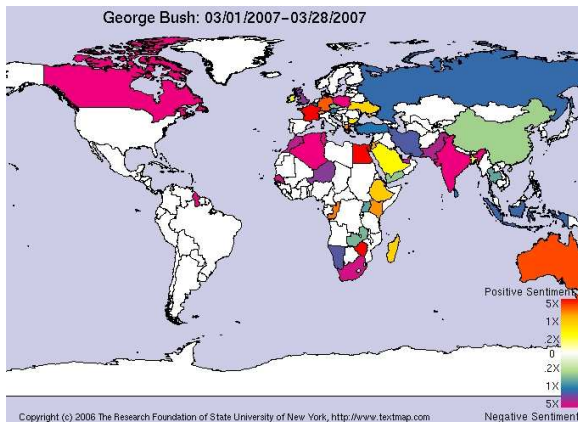 George Bush: 03/01/2007-03/28/2007
Positive Sentiment
5X
1X
.2X
0
.2X
1X
5X
Copyright (c) 2006 The Research Foundation of State University of New York, http://www.textmap.com
Negative Sentiment